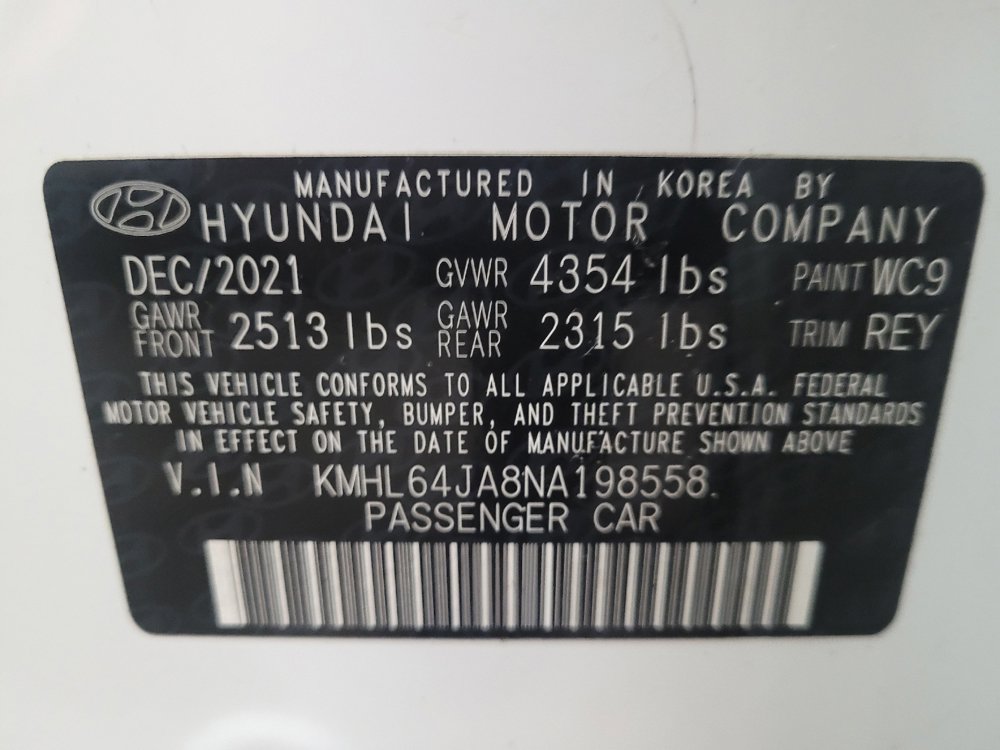 MANUFACTURED IN KOREA BY
HYUNDAI MOTOR COMPANY
DEC/2021 GVWR 4354 lbs PAINT WC9
GAWR FRONT 2513 lbs GAWR REAR 2315 lbs TRIM REY
THIS VEHICLE CONFORMS TO ALL APPLICABLE U.S.A. FEDERAL
MOTOR VEHICLE SAFETY, BUMPER, AND THEFT PREVENTION STANDARDS
IN EFFECT ON THE DATE OF MANUFACTURE SHOWN ABOVE
V.I.N KMHL64JA8NA198558.
PASSENGER CAR